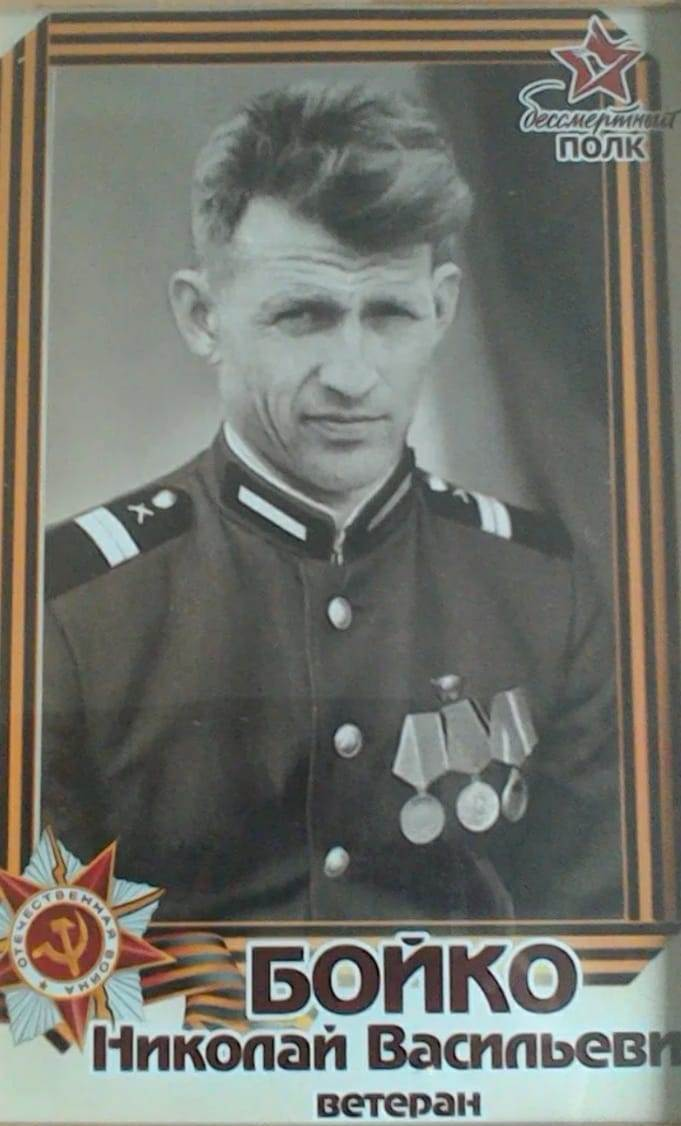 бессмертный
ПОЛК
ОТЕЧЕСТВЕННАЯ ВОЙНА
БОЙКО
Николай Васильеви
ветеран